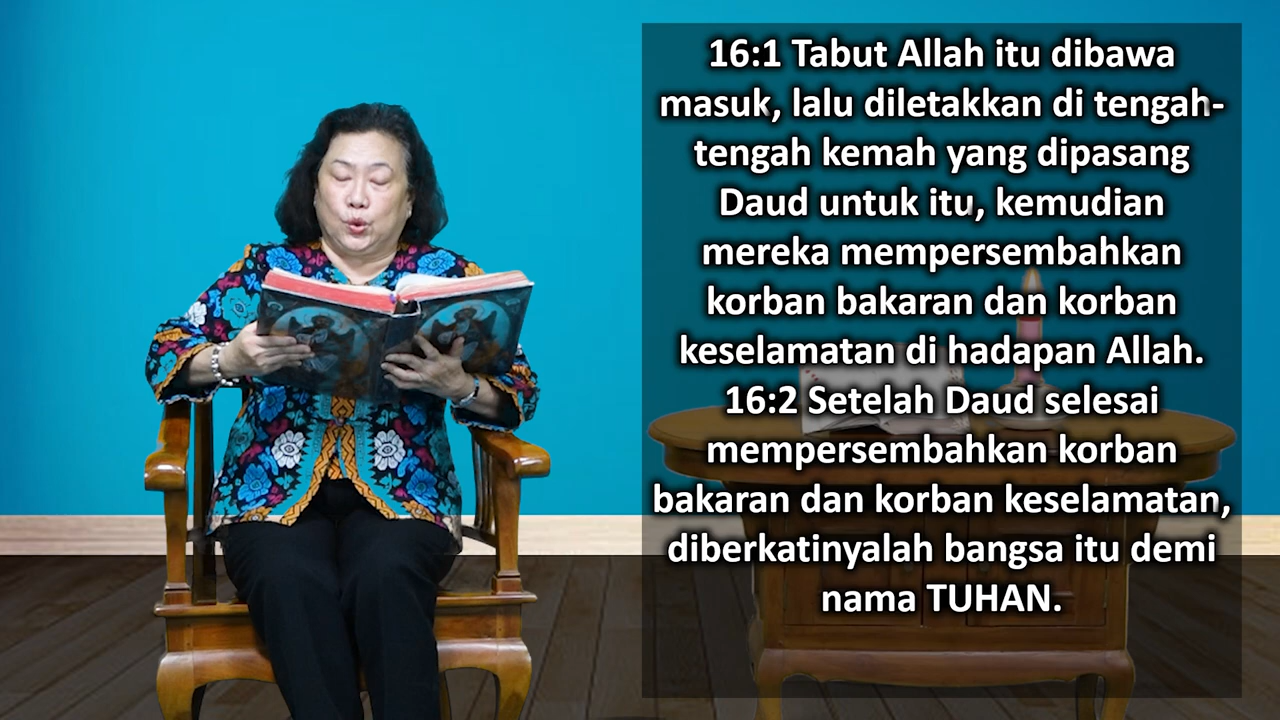 16:1 Tabut Allah itu dibawa
masuk, lalu diletakkan di tengah-
tengah kemah yang dipasang
Daud untuk itu, kemudian
mereka mempersembahkan
korban bakaran dan korban
keselamatan di hadapan Allah.
16:2 Setelah Daud selesai
mempersembahkan korban
bakaran dan korban keselamatan,
diberkatinyalah bangsa itu demi
nama TUHAN.